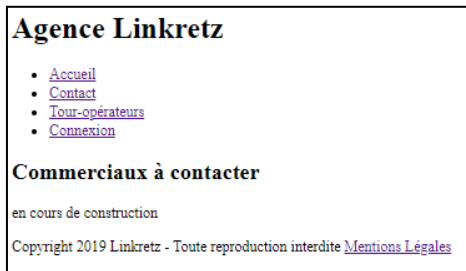 Agence Linkretz
Accueil
Contact
Tour-opérateurs
Connexion
Commerciaux à contacter
en cours de construction
Copyright 2019 Linkretz - Toute reproduction interdite Mentions Légales